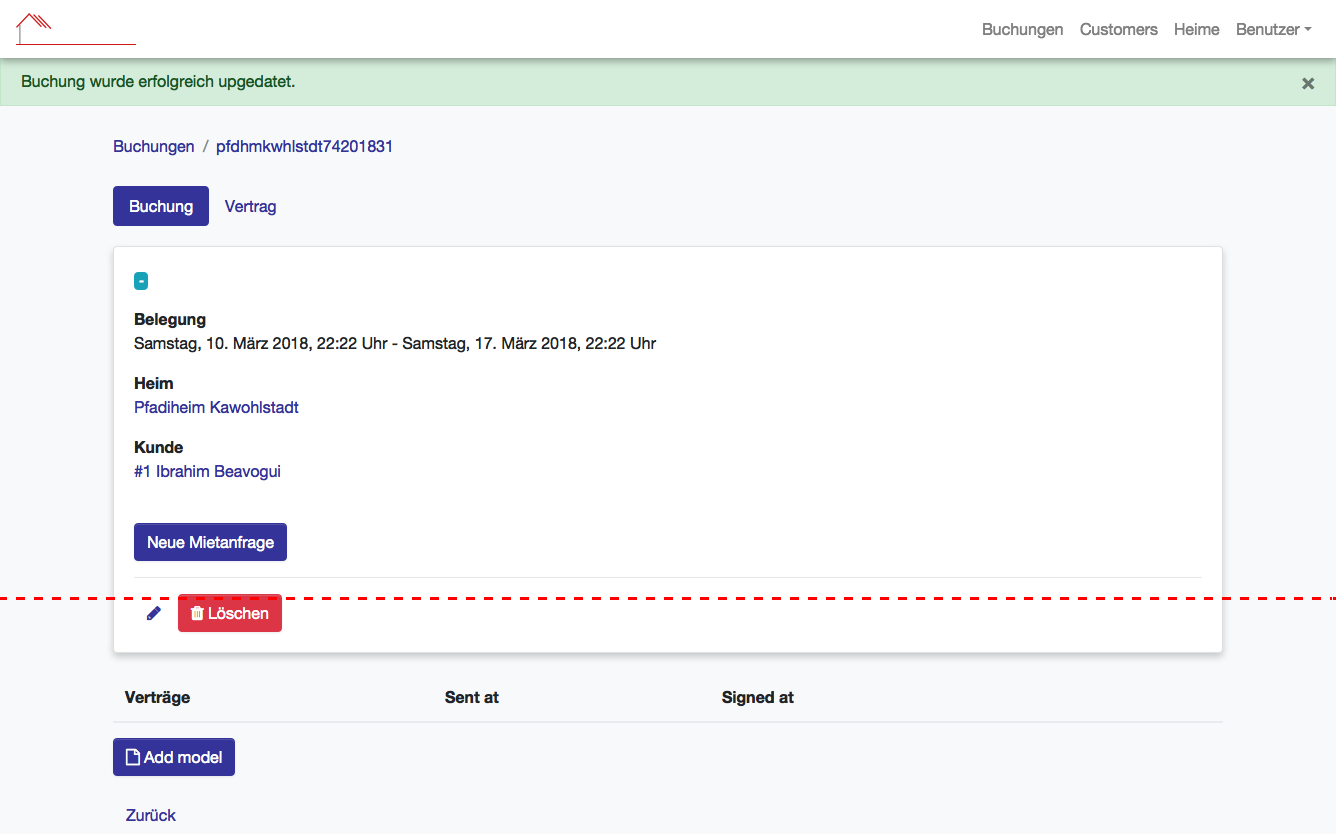 Buchungen Customers Heime Benutzer
Buchung wurde erfolgreich upgedatet. ×
Buchungen / pfdhmkwhlstdt74201831
Buchung Vertrag
-
Belegung
Samstag, 10. März 2018, 22:22 Uhr - Samstag, 17. März 2018, 22:22 Uhr
Heim
Pfadiheim Kawohlstadt
Kunde
#1 Ibrahim Beavogui
Neue Mietanfrage
Löschen
Verträge Sent at Signed at
Add model
Zurück